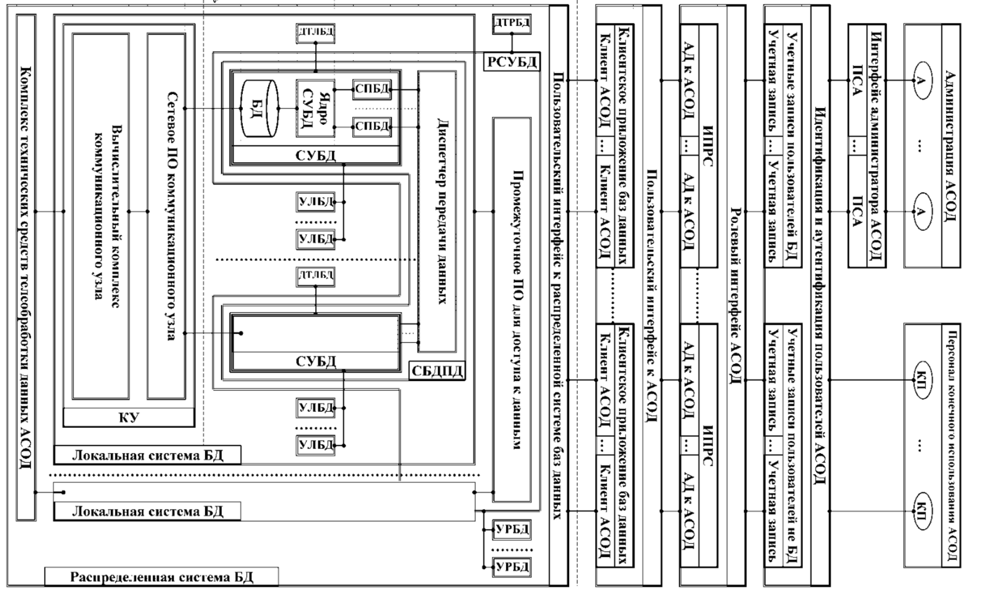 Комплекс технических средств телеобработки данных АСОД
Вычислительный комплекс
коммуникационного узла
Сетевое ПО коммуникационного узла
КУ
ДТЛБД
БД
Ядро
СУБД
СПБД
СПБД
СУБД
УЛБД
УЛБД
ДТЛБД
СУБД
УЛБД
УЛБД
Диспетчер передачи данных
СБДПД
ДТРБД
РСУБД
Промежуточное ПО для доступа к данным
Локальная система БД
Локальная система БД
УРБД
УРБД
Распределенная система БД
Пользовательский интерфейс к распределенной системе баз данных
Клиентское приложение баз данных
Клиент АСОД
...
Клиент АСОД
Клиентское приложение баз данных
Клиент АСОД
...
Клиент АСОД
Пользовательский интерфейс к АСОД
ИПРС
АД к АСОД
...
АД к АСОД
ИПРС
АД к АСОД
...
АД к АСОД
Ролевый интерфейс АСОД
Учетные записи пользователей БД
Учетная запись
...
Учетная запись
Учетные записи пользователей не БД
Учетная запись
...
Учетная запись
Идентификация и аутентификация пользователей АСОД
Интерфейс администратора АСОД
ПСА
...
ПСА
Администрация АСОД
А
...
А
Персонал конечного использования АСОД
КП
...
КП